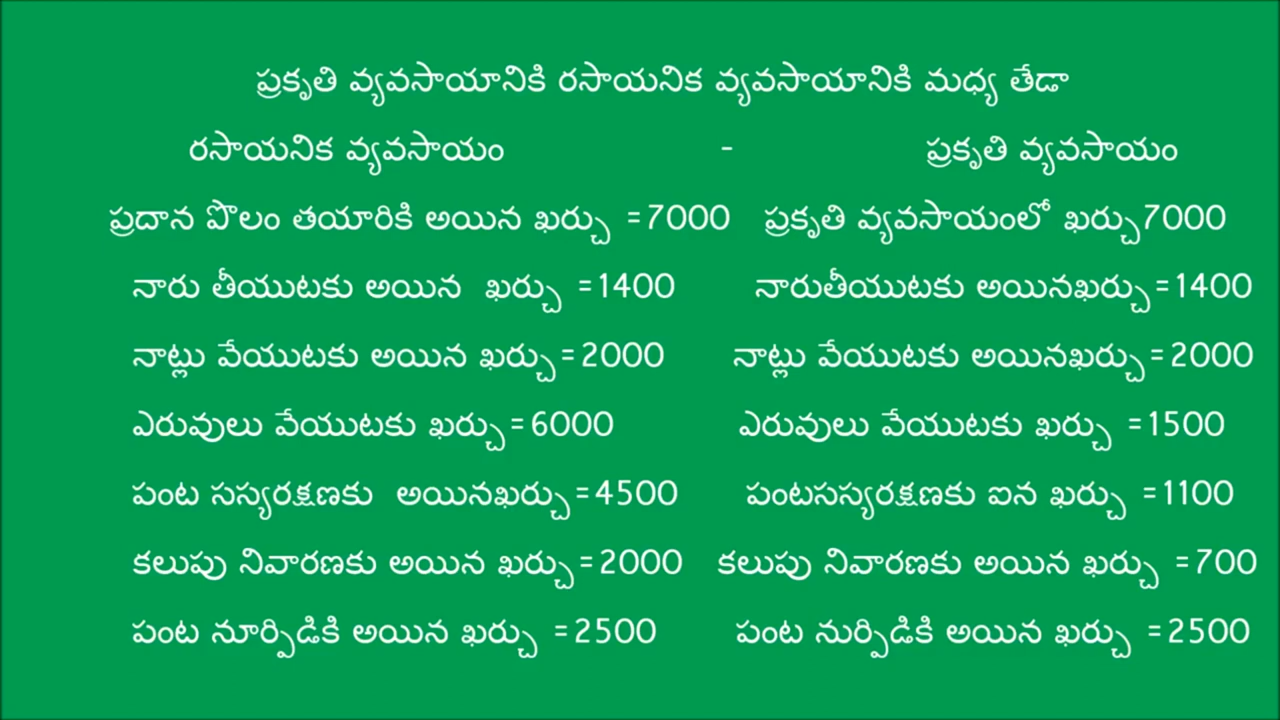 ప్రకృతి వ్యవసాయానికి రసాయనిక వ్యవసాయానికి మధ్య తేడా
రసాయనిక వ్యవసాయం - ప్రకృతి వ్యవసాయం
ప్రదాన పొలం తయారికి అయిన ఖర్చు =7000 ప్రకృతి వ్యవసాయంలో ఖర్చు7000
నారు తీయుటకు అయిన ఖర్చు =1400 నారుతీయుటకు అయినఖర్చు=1400
నాట్లు వేయుటకు అయిన ఖర్చు=2000 నాట్లు వేయుటకు అయినఖర్చు=2000
ఎరువులు వేయుటకు ఖర్చు=6000 ఎరువులు వేయుటకు ఖర్చు =1500
పంట సస్యరక్షణకు అయినఖర్చు=4500 పంటసస్యరక్షణకు ఐన ఖర్చు =1100
కలుపు నివారణకు అయిన ఖర్చు=2000 కలుపు నివారణకు అయిన ఖర్చు =700
పంట నూర్పిడికి అయిన ఖర్చు =2500 పంట నుర్పిడికి అయిన ఖర్చు =2500